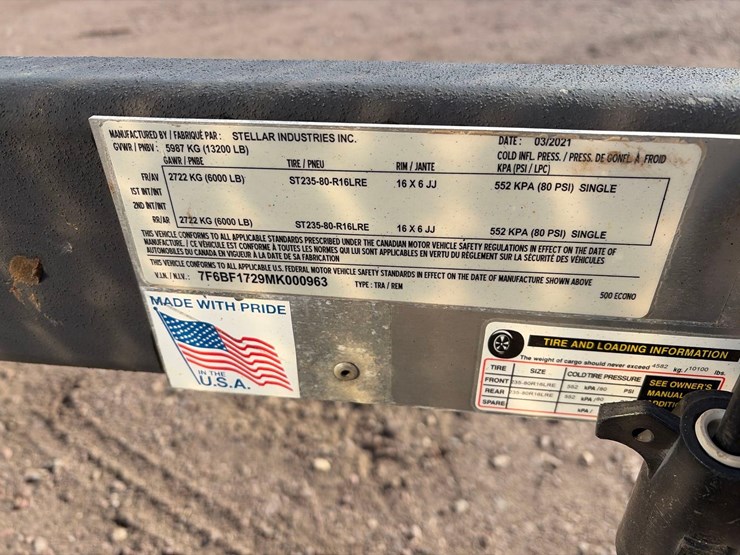 MANUFACTURED BY / FABRIQUÉ PAR : STELLAR INDUSTRIES INC. DATE : 03/2021
GVWR / PNBV : 5987 KG (13200 LB) COLD INFL. PRESS. / PRESS. DE GONFL. À FROID
GAWR / PNBE TIRE / PNEU RIM / JANTE KPA (PSI / LPC)
FR/AV 2722 KG (6000 LB) ST235-80-R16LRE 16 X 6 JJ 552 KPA (80 PSI) SINGLE
1ST INT/INT
2ND INT/INT
RR/AR 2722 KG (6000 LB) ST235-80-R16LRE 16 X 6 JJ 552 KPA (80 PSI) SINGLE
THIS VEHICLE CONFORMS TO ALL APPLICABLE STANDARDS PRESCRIBED UNDER THE CANADIAN MOTOR VEHICLE SAFETY REGULATIONS IN EFFECT ON THE DATE OF
MANUFACTURE. / CE VÉHICULE EST CONFORME À TOUTES LES NORMES QUI LUI SONT APPLICABLES EN VERTU DU RÈGLEMENT SUR LA SÉCURITÉ DES VÉHICULES
AUTOMOBILES DU CANADA EN VIGUEUR À LA DATE DE SA FABRICATION
THIS VEHICLE CONFORMS TO ALL APPLICABLE U.S. FEDERAL MOTOR VEHICLE SAFETY STANDARDS IN EFFECT ON THE DATE OF MANUFACTURE SHOWN ABOVE
V.I.N. / N.I.V. : 7F6BF1729MK000963 TYPE : TRA / REM 500 ECONO
MADE WITH PRIDE
IN THE
U.S.A.
TIRE AND LOADING INFORMATION
The weight of cargo should never exceed 4582 kg. / 10100 lbs.
TIRE SIZE COLD TIRE PRESSURE SEE OWNER'S
FRONT 235-80R16LRE 552 kPA /80 PSI MANUAL
REAR 235-80R16LRE 552 kPA /80
SPARE kPA /